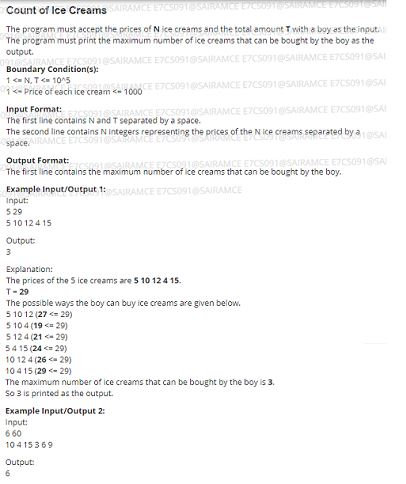 Count of Ice Creams
The program must accept the prices of N ice creams and the total amount T with a boy as the input.
The program must print the maximum number of ice creams that can be bought by the boy as the
output.
Boundary Condition(s):
1 <= N, T <= 10^5
1 <= Price of each ice cream <= 1000
Input Format:
The first line contains N and T separated by a space.
The second line contains N integers representing the prices of the N ice creams separated by a
space.
Output Format:
The first line contains the maximum number of ice creams that can be bought by the boy.
Example Input/Output 1:
Input:
5 29
5 10 12 4 15
Output:
3
Explanation:
The prices of the 5 ice creams are 5 10 12 4 15.
T = 29
The possible ways the boy can buy ice creams are given below.
5 10 12 (27 <= 29)
5 10 4 (19 <= 29)
5 12 4 (21 <= 29)
5 4 15 (24 <= 29)
10 12 4 (26 <= 29)
10 4 15 (29 <= 29)
The maximum number of ice creams that can be bought by the boy is 3.
So 3 is printed as the output.
Example Input/Output 2:
Input:
6 60
10 4 15 3 6 9
Output:
6